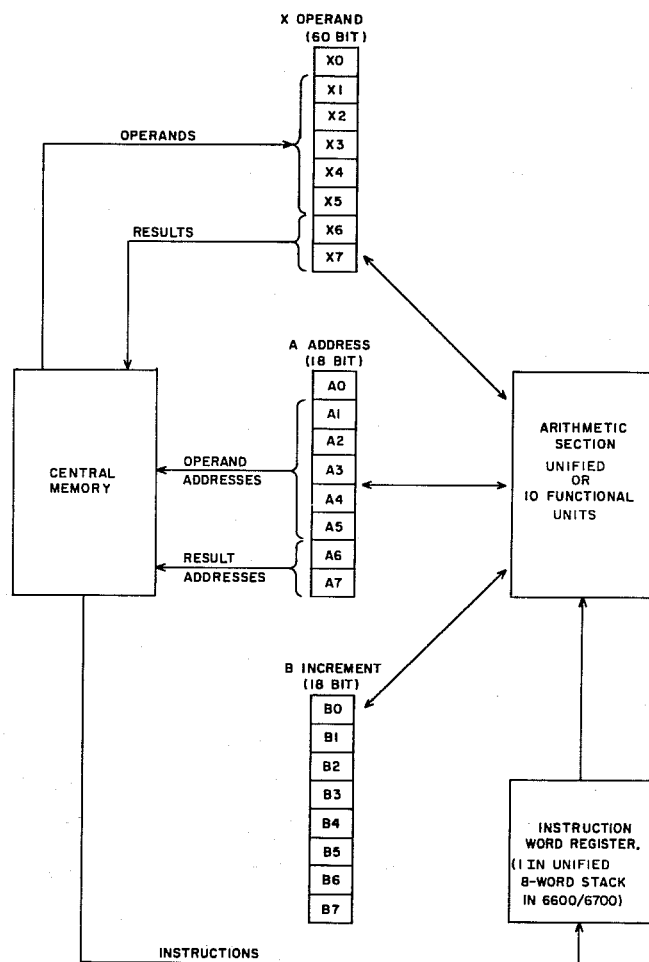 X OPERAND
(60 BIT)
X0
X1
X2
X3
X4
X5
X6
X7
OPERANDS
RESULTS
A ADDRESS
(18 BIT)
A0
A1
A2
A3
A4
A5
A6
A7
CENTRAL
MEMORY
OPERAND
ADDRESSES
RESULT
ADDRESSES
ARITHMETIC
SECTION
UNIFIED
OR
10 FUNCTIONAL
UNITS
B INCREMENT
(18 BIT)
B0
B1
B2
B3
B4
B5
B6
B7
INSTRUCTION
WORD REGISTER.
(1 IN UNIFIED
8-WORD STACK
IN 6600/6700)
INSTRUCTIONS